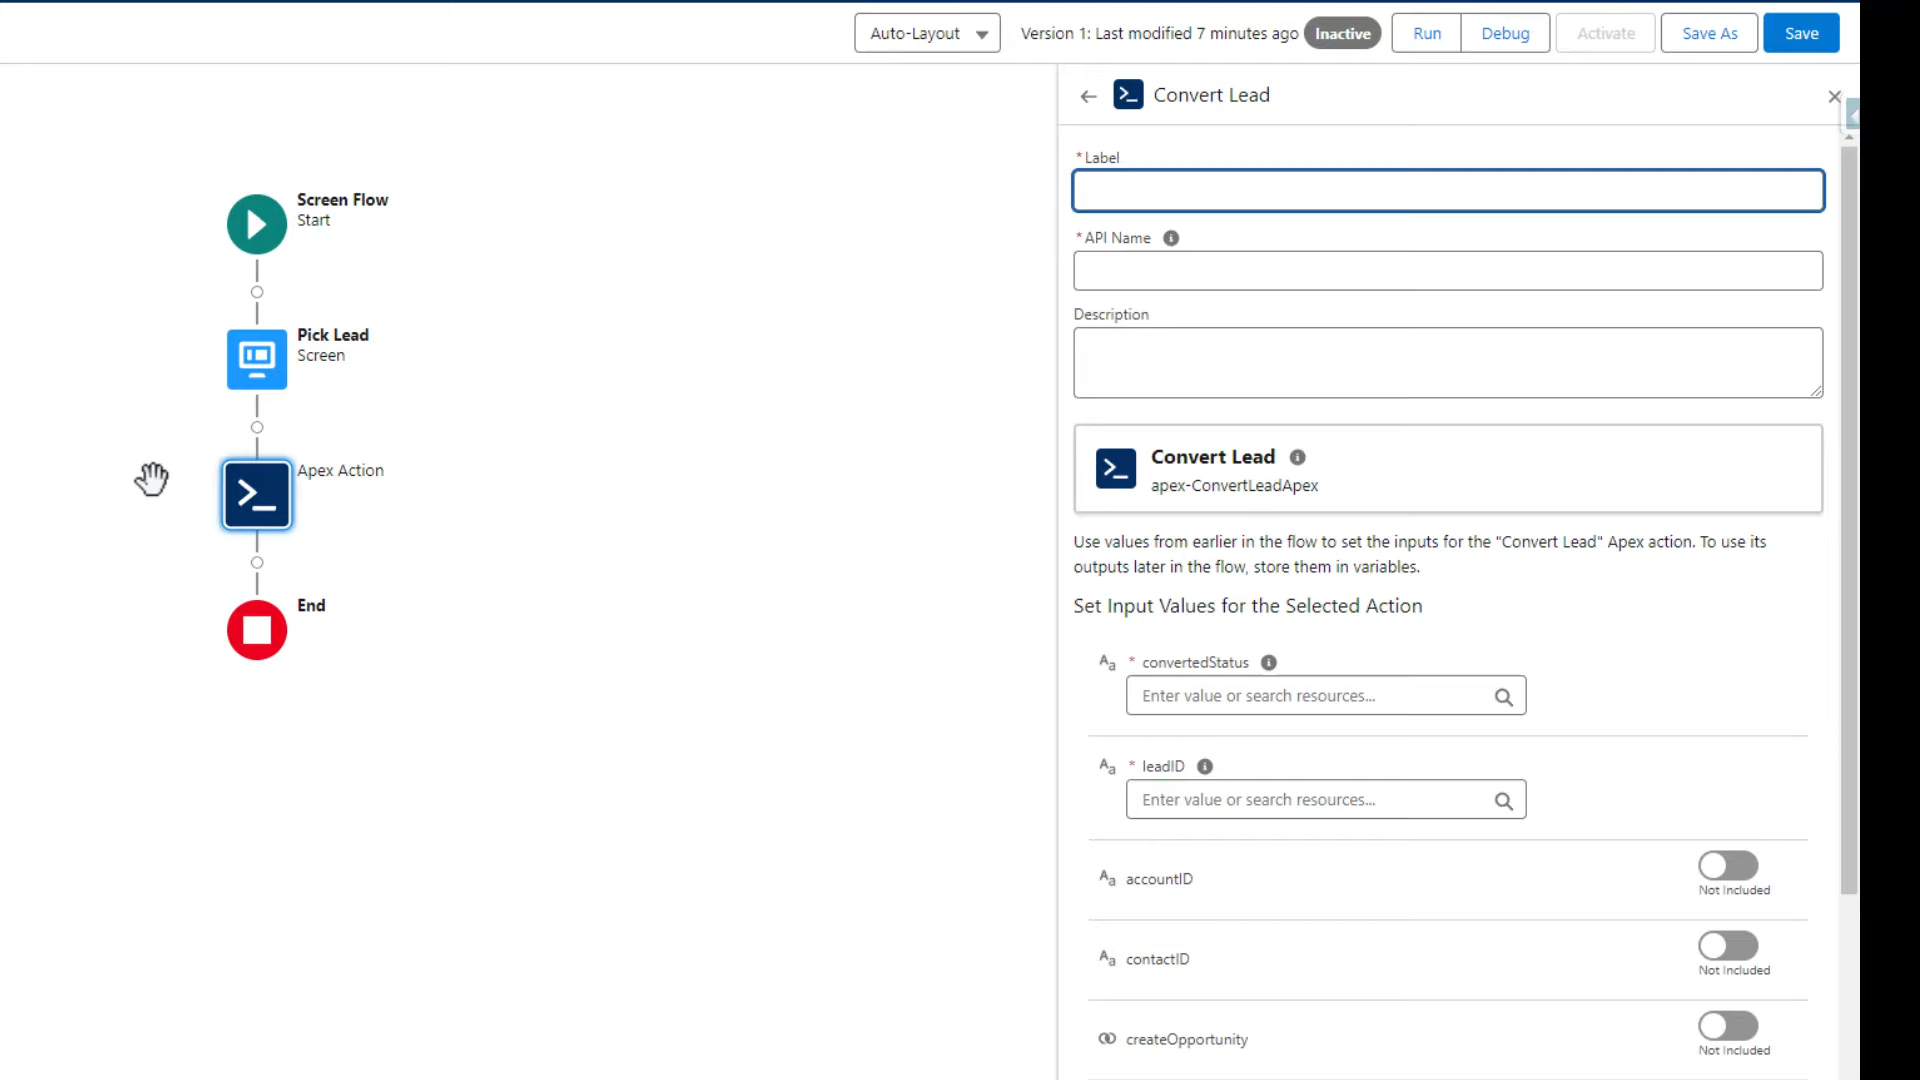 Auto-Layout
Version 1: Last modified 7 minutes ago
Inactive
Run
Debug
Activate
Save As
Save
Convert Lead
Screen Flow
Start
Pick Lead
Screen
Apex Action
End
* Label
* API Name
Description
Convert Lead
apex-ConvertLeadApex
Use values from earlier in the flow to set the inputs for the "Convert Lead" Apex action. To use its
outputs later in the flow, store them in variables.
Set Input Values for the Selected Action
Aa * convertedStatus
Enter value or search resources...
Aa * leadID
Enter value or search resources...
Aa accountID
Not Included
Aa contactID
Not Included
createOpportunity
Not Included